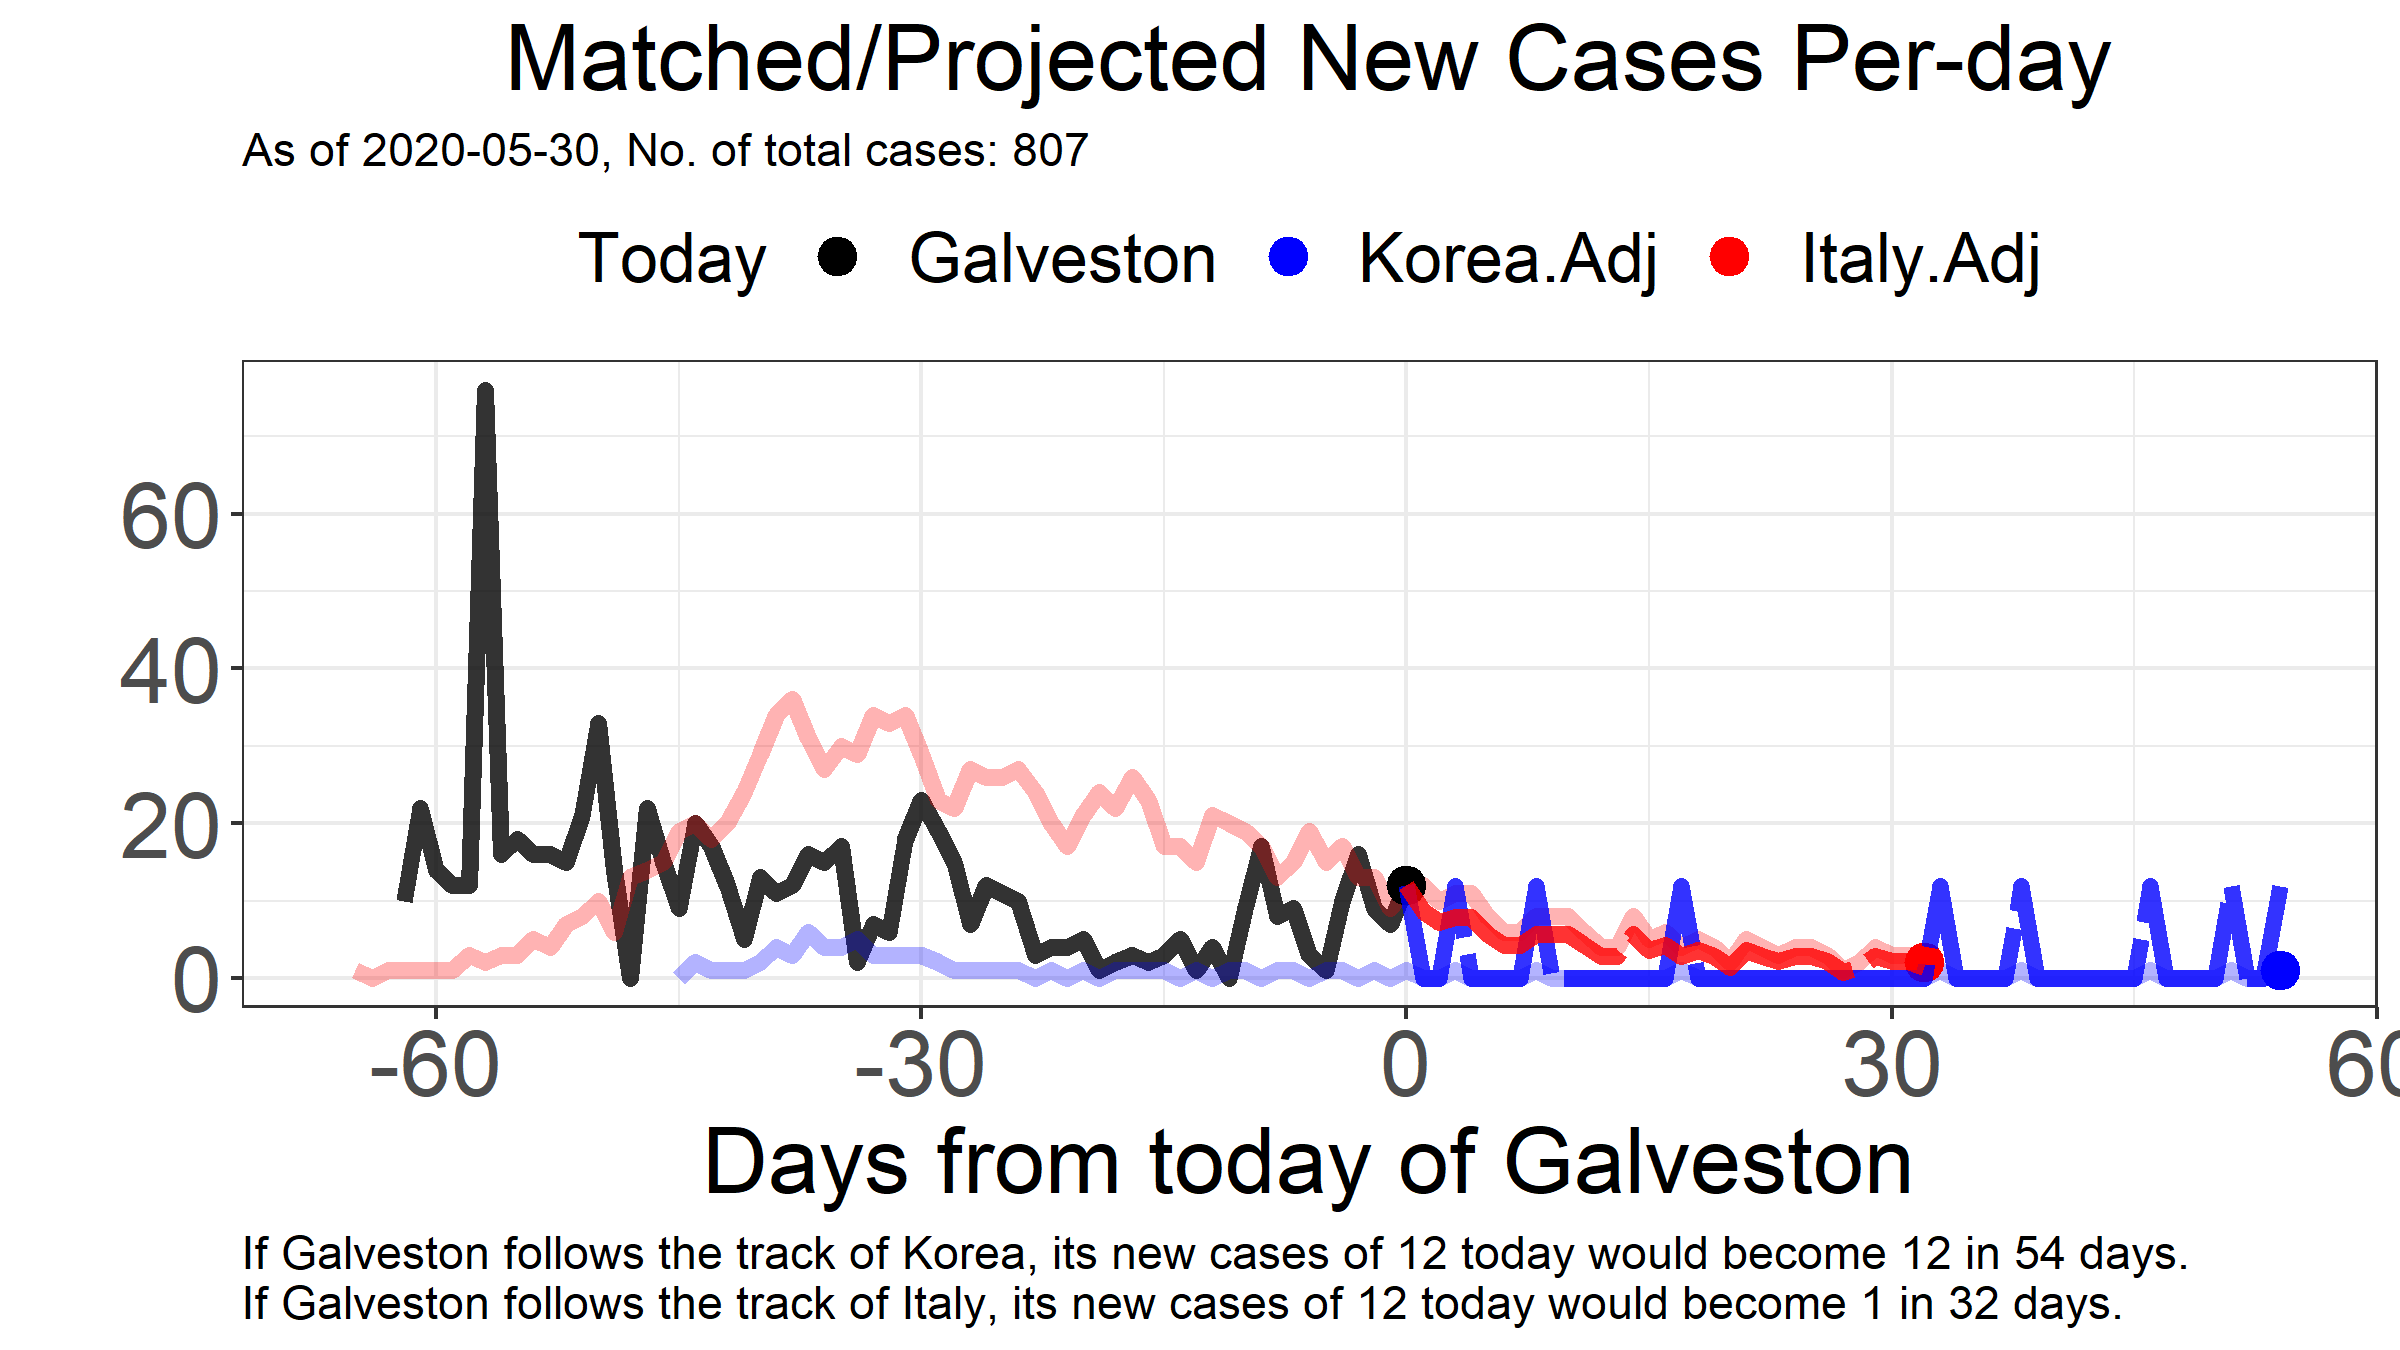 Matched/Projected New Cases Per-day
As of 2020-05-30, No. of total cases: 807
Today Galveston Korea.Adj Italy.Adj
60
40
20
0
-60 -30 0 30 60
Days from today of Galveston
If Galveston follows the track of Korea, its new cases of 12 today would become 12 in 54 days.
If Galveston follows the track of Italy, its new cases of 12 today would become 1 in 32 days.